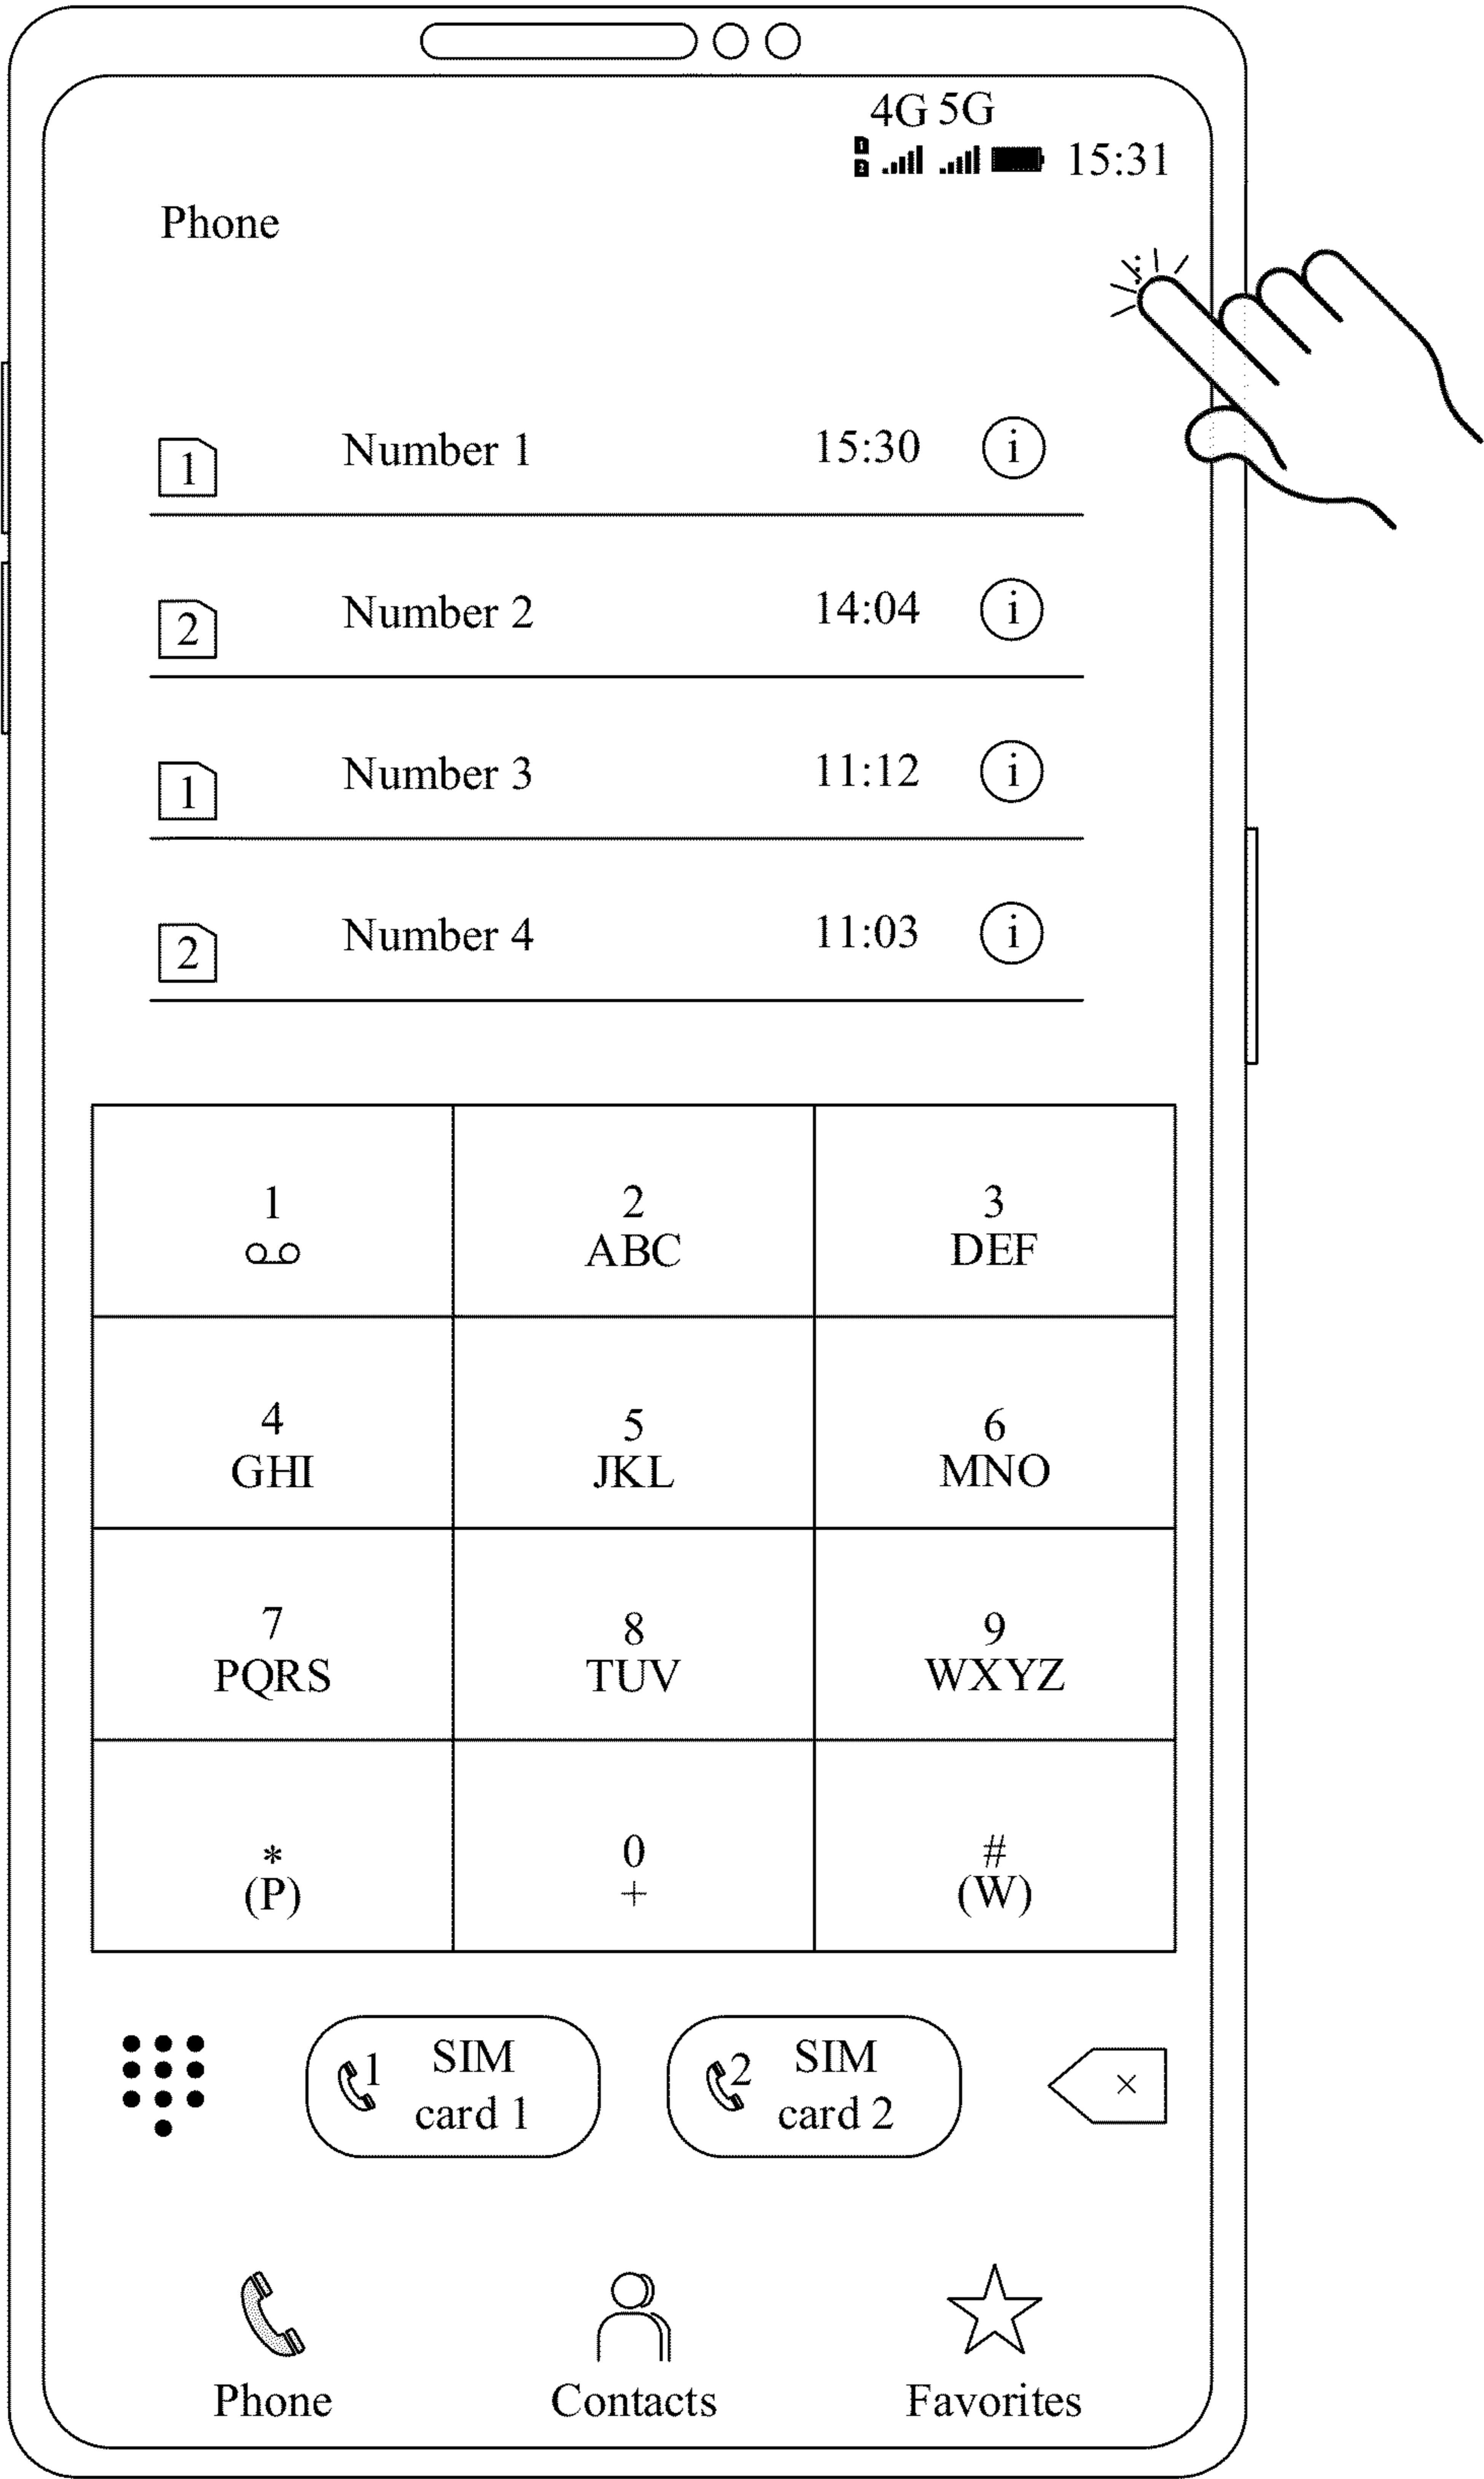 4G 5G
1
2
15:31
Phone
1 Number 1 15:30 i
2 Number 2 14:04 i
1 Number 3 11:12 i
2 Number 4 11:03 i
1 2 3
ABC DEF
4 5 6
GHI JKL MNO
7 8 9
PQRS TUV WXYZ
* 0 #
(P) + (W)
1 SIM 2 SIM
card 1 card 2 ×
Phone Contacts Favorites